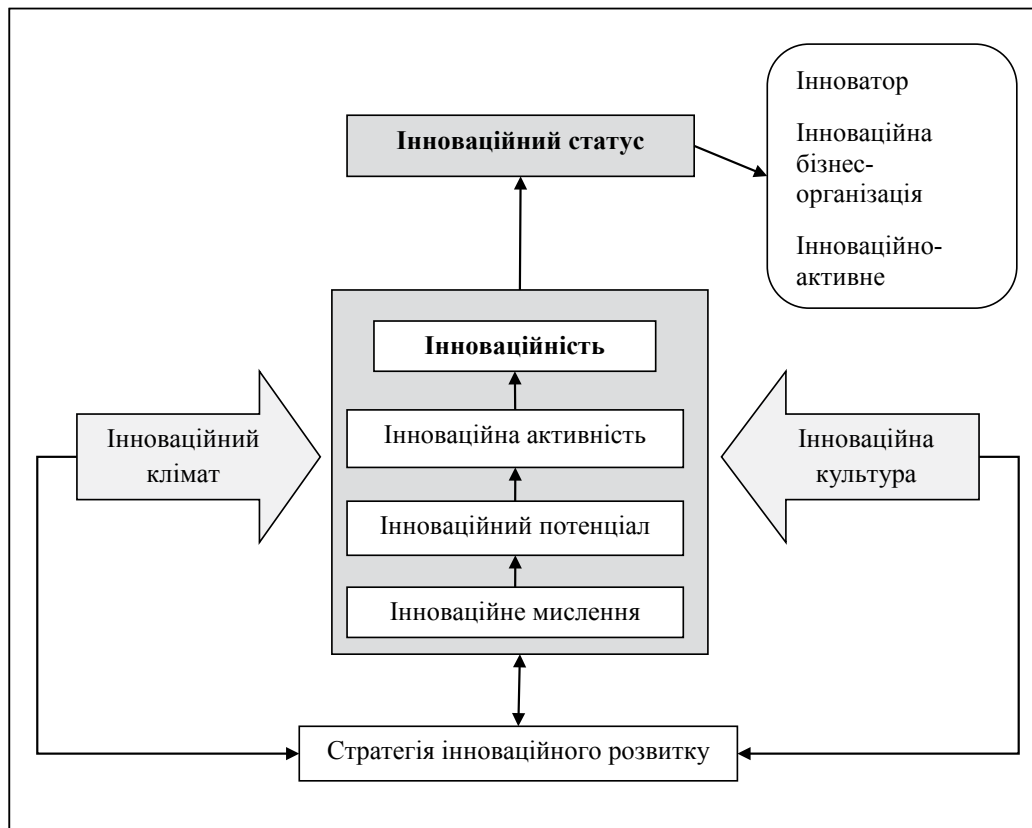 Інноватор
Інноваційна
бізнес-
організація
Інноваційно-
активне
Інноваційний статус
Інноваційність
Інноваційна активність
Інноваційний потенціал
Інноваційне мислення
Інноваційний
клімат
Інноваційна
культура
Стратегія інноваційного розвитку